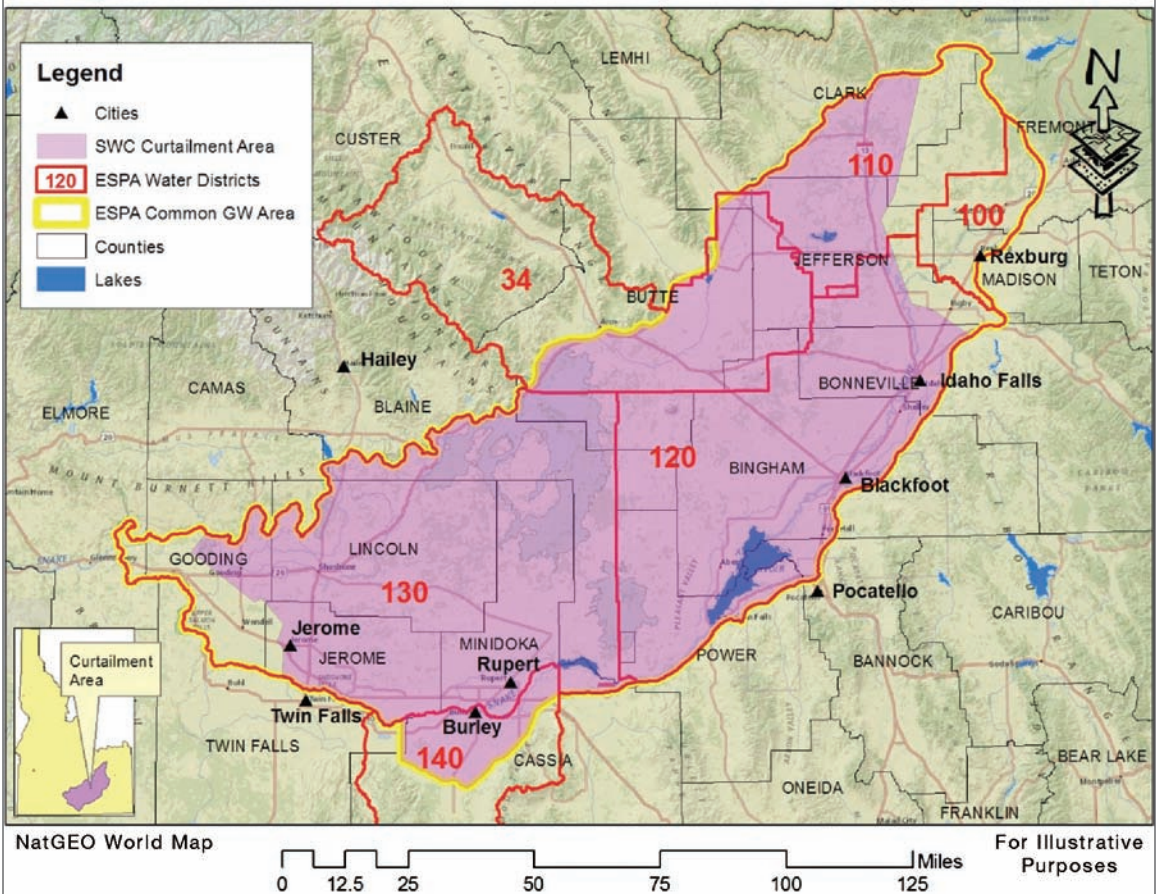 Legend
Cities
SWC Curtailment Area
120 ESPA Water Districts
ESPA Common GW Area
Counties
Lakes
N
LEMHI
CLARK
FREMONT
CUSTER
110
100
JEFFERSON
Rexburg
MADISON
TETON
34
BUTTE
Hailey
CAMAS
BLAINE
ELMORE
BONNEVILLE
Idaho Falls
MOUNT BENNETT HILLS
120
BINGHAM
Blackfoot
GOODING
LINCOLN
130
Pocatello
CARIBOU
Jerome
JEROME
MINIDOKA
Rupert
POWER
BANNOCK
Twin Falls
Burley
TWIN FALLS
140
CASSIA
BEAR LAKE
ONEIDA
FRANKLIN
Curtailment
Area
NatGEO World Map
For Illustrative
Purposes
Miles
0 12.5 25 50 75 100 125